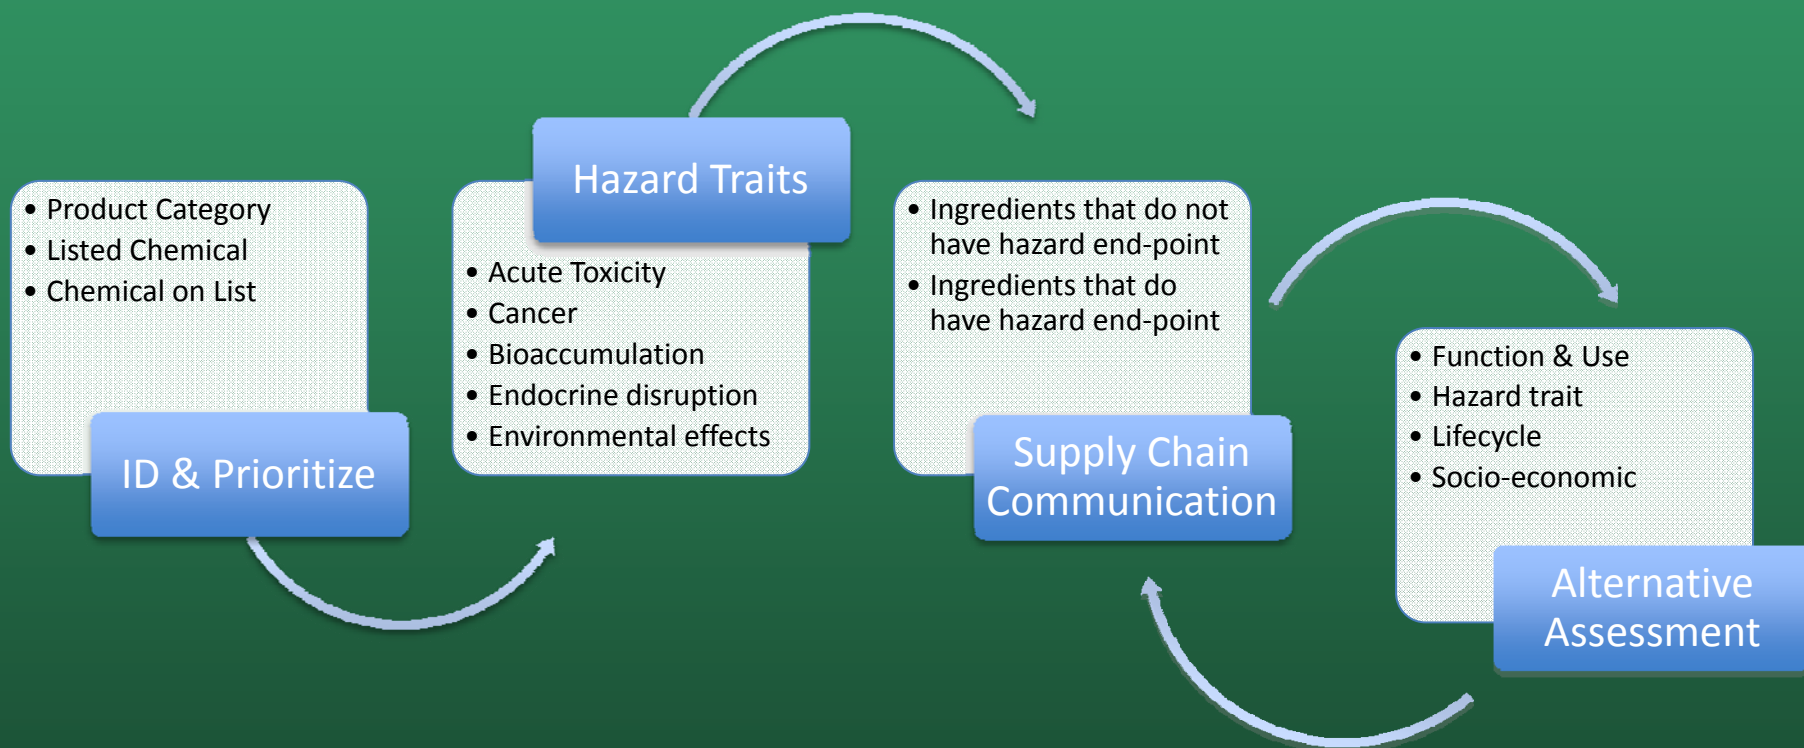 • Product Category
• Listed Chemical
• Chemical on List
ID & Prioritize
Hazard Traits
• Acute Toxicity
• Cancer
• Bioaccumulation
• Endocrine disruption
• Environmental effects
• Ingredients that do not
have hazard end-point
• Ingredients that do
have hazard end-point
Supply Chain
Communication
• Function & Use
• Hazard trait
• Lifecycle
• Socio-economic
Alternative
Assessment